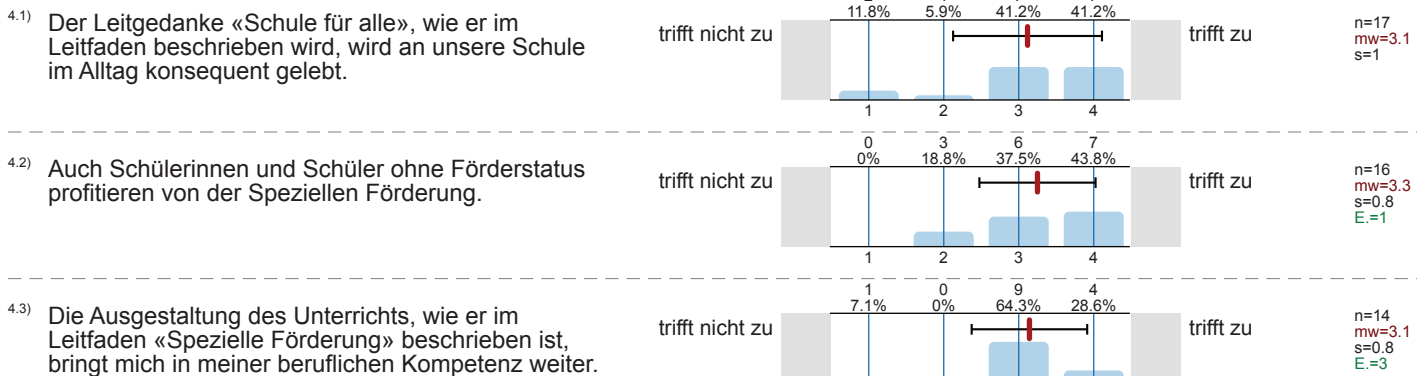 11.8% 5.9% 41.2% 41.2%
4.1) Der Leitgedanke «Schule für alle», wie er im
Leitfaden beschrieben wird, wird an unsere Schule
im Alltag konsequent gelebt.
trifft nicht zu
trifft zu
n=17
mw=3.1
s=1
1 2 3 4
0 3 6 7
0% 18.8% 37.5% 43.8%
4.2) Auch Schülerinnen und Schüler ohne Förderstatus
profitieren von der Speziellen Förderung.
trifft nicht zu
trifft zu
n=16
mw=3.3
s=0.8
E.=1
1 2 3 4
1 0 9 4
7.1% 0% 64.3% 28.6%
4.3) Die Ausgestaltung des Unterrichts, wie er im
Leitfaden «Spezielle Förderung» beschrieben ist,
bringt mich in meiner beruflichen Kompetenz weiter.
trifft nicht zu
trifft zu
n=14
mw=3.1
s=0.8
E.=3